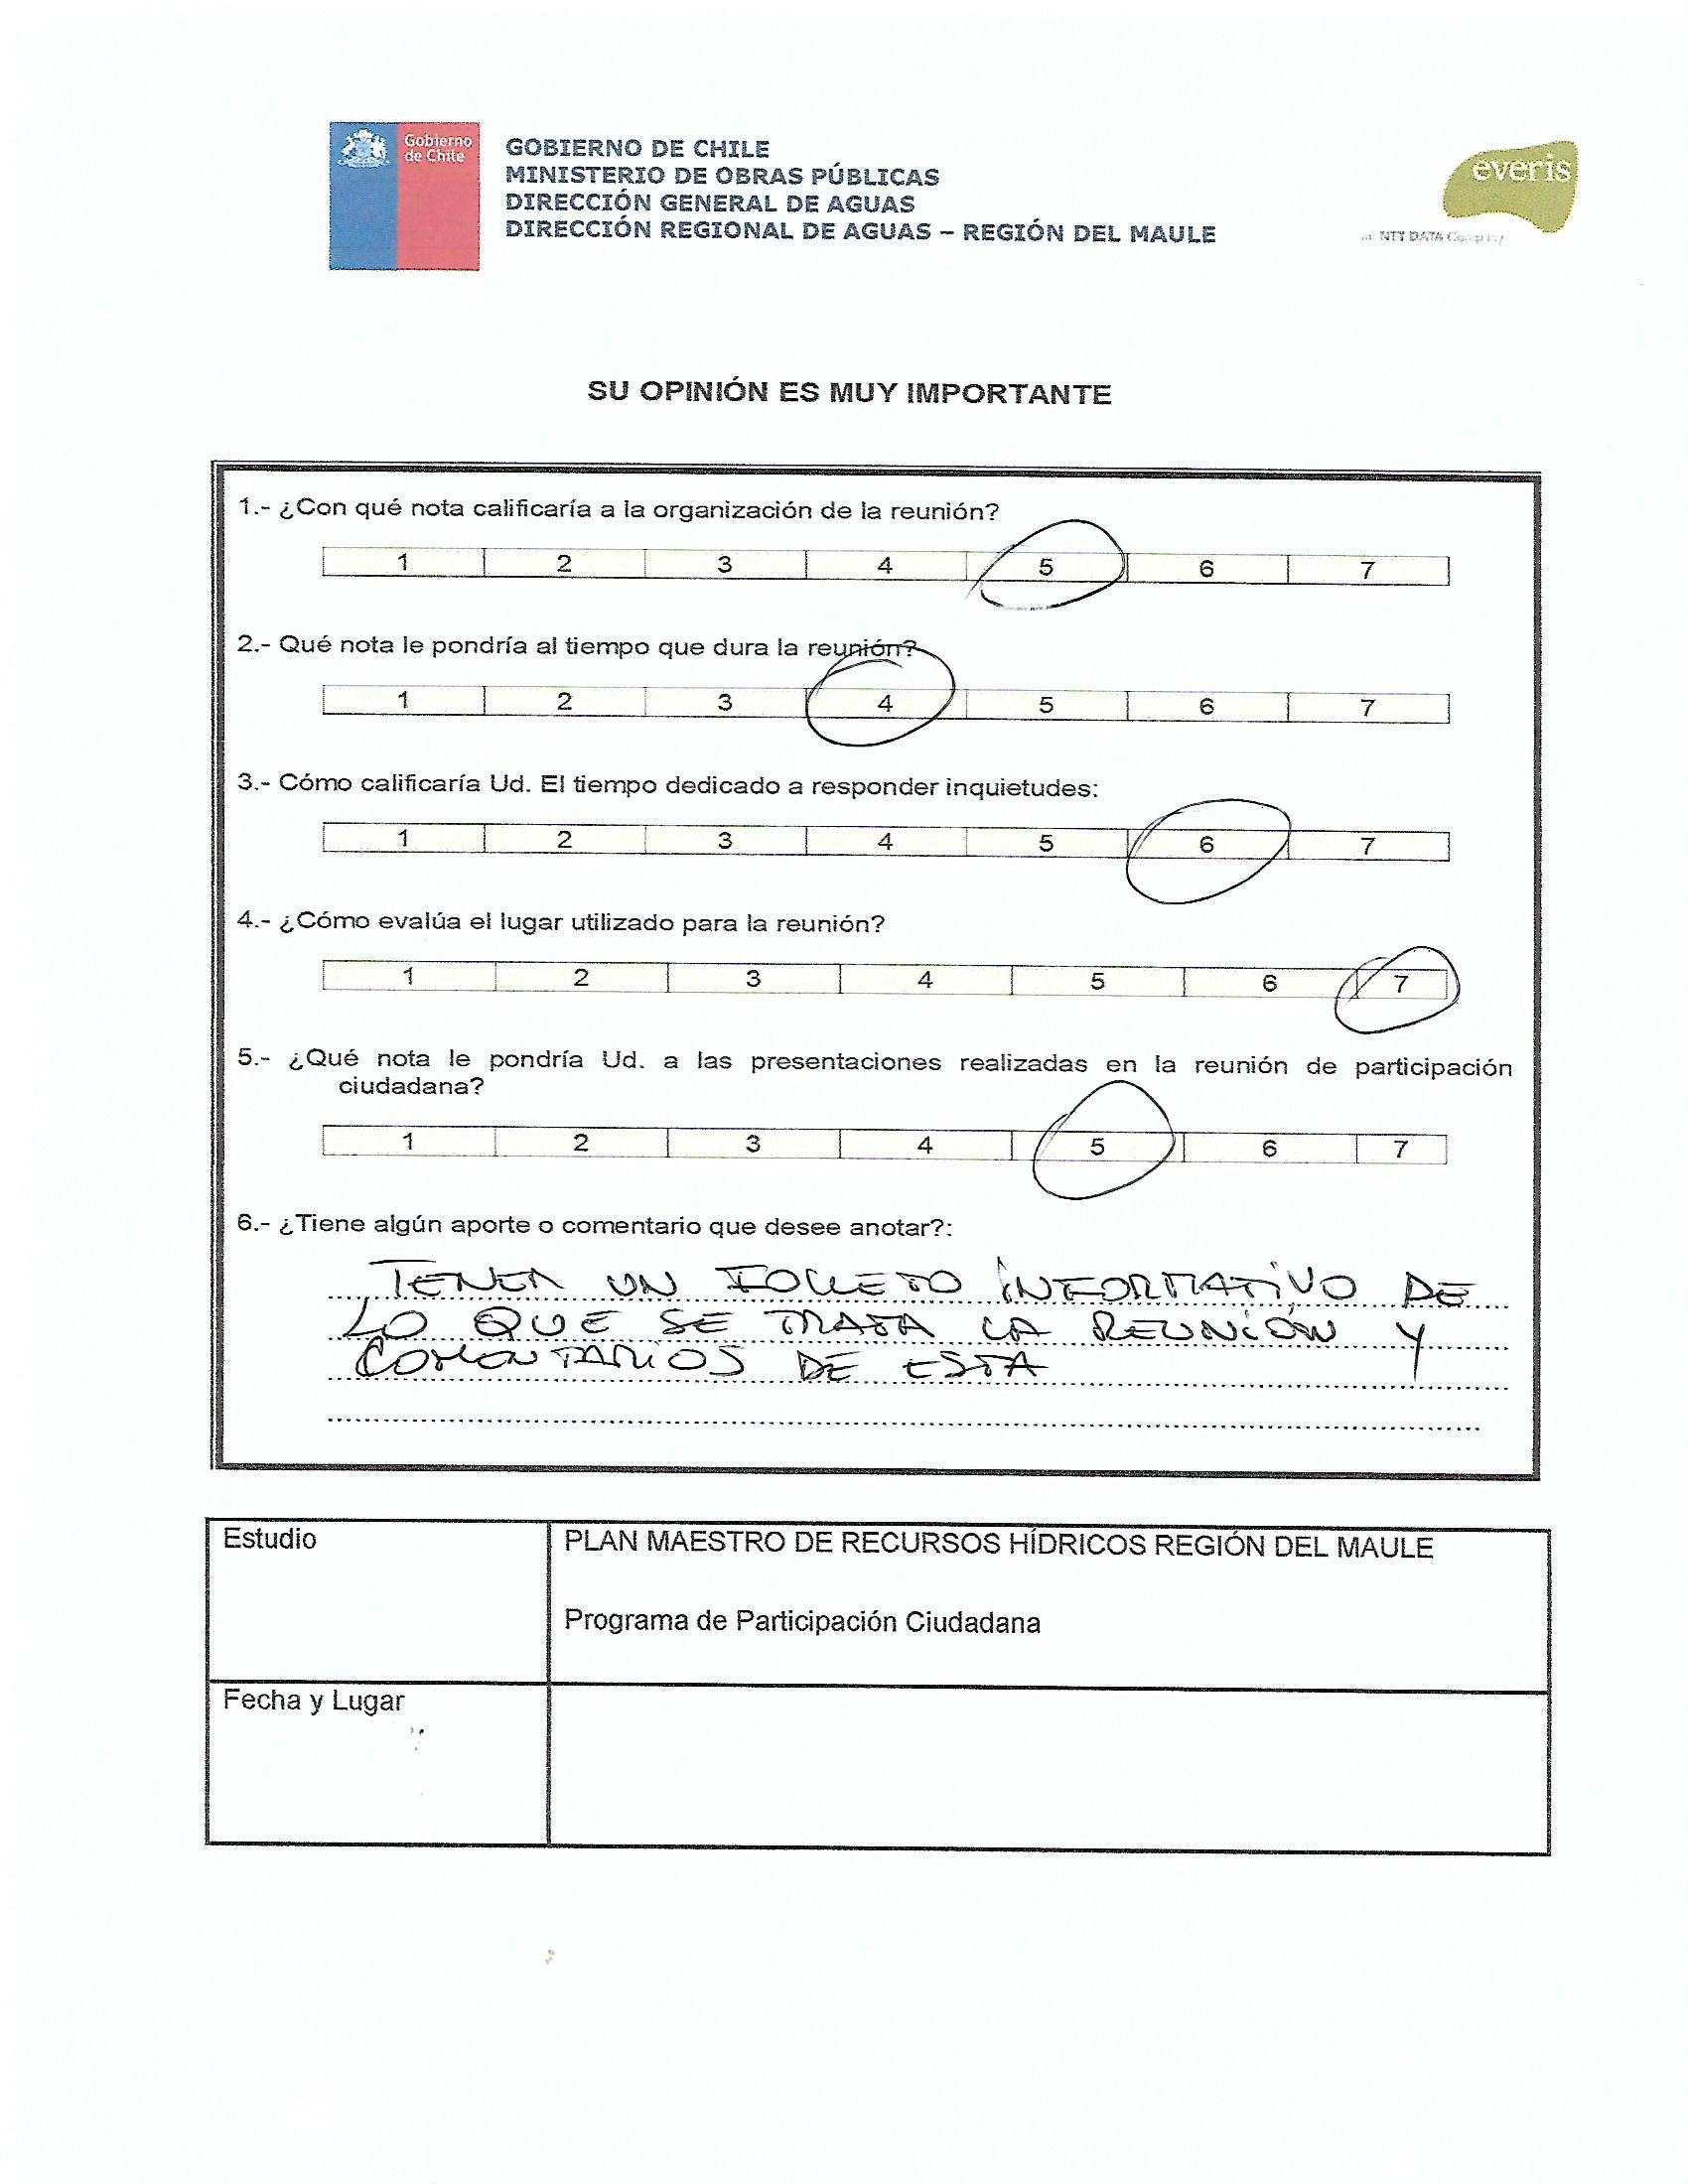 Gobierno
de Chile
GOBIERNO DE CHILE
MINISTERIO DE OBRAS PÚBLICAS
DIRECCIÓN GENERAL DE AGUAS
DIRECCIÓN REGIONAL DE AGUAS – REGIÓN DEL MAULE
everis
an NTT DATA Company
SU OPINIÓN ES MUY IMPORTANTE
1.- ¿Con qué nota calificaría a la organización de la reunión?
1 2 3 4 5 6 7
2.- Qué nota le pondría al tiempo que dura la reunión?
1 2 3 4 5 6 7
3.- Cómo calificaría Ud. El tiempo dedicado a responder inquietudes:
1 2 3 4 5 6 7
4.- ¿Cómo evalúa el lugar utilizado para la reunión?
1 2 3 4 5 6 7
5.- ¿Qué nota le pondría Ud. a las presentaciones realizadas en la reunión de participación
ciudadana?
1 2 3 4 5 6 7
6.- ¿Tiene algún aporte o comentario que desee anotar?:
TENER UN FOLLETO INFORMATIVO DE
LO QUE SE TRATA LA REUNIÓN Y
COMENTARIOS DE ESTA
Estudio
PLAN MAESTRO DE RECURSOS HÍDRICOS REGIÓN DEL MAULE
Programa de Participación Ciudadana
Fecha y Lugar